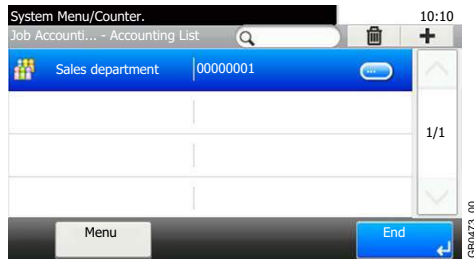 System Menu/Counter. 10:10
Job Accounti... - Accounting List
Sales department 00000001
1/1
Menu End
GB0473_00